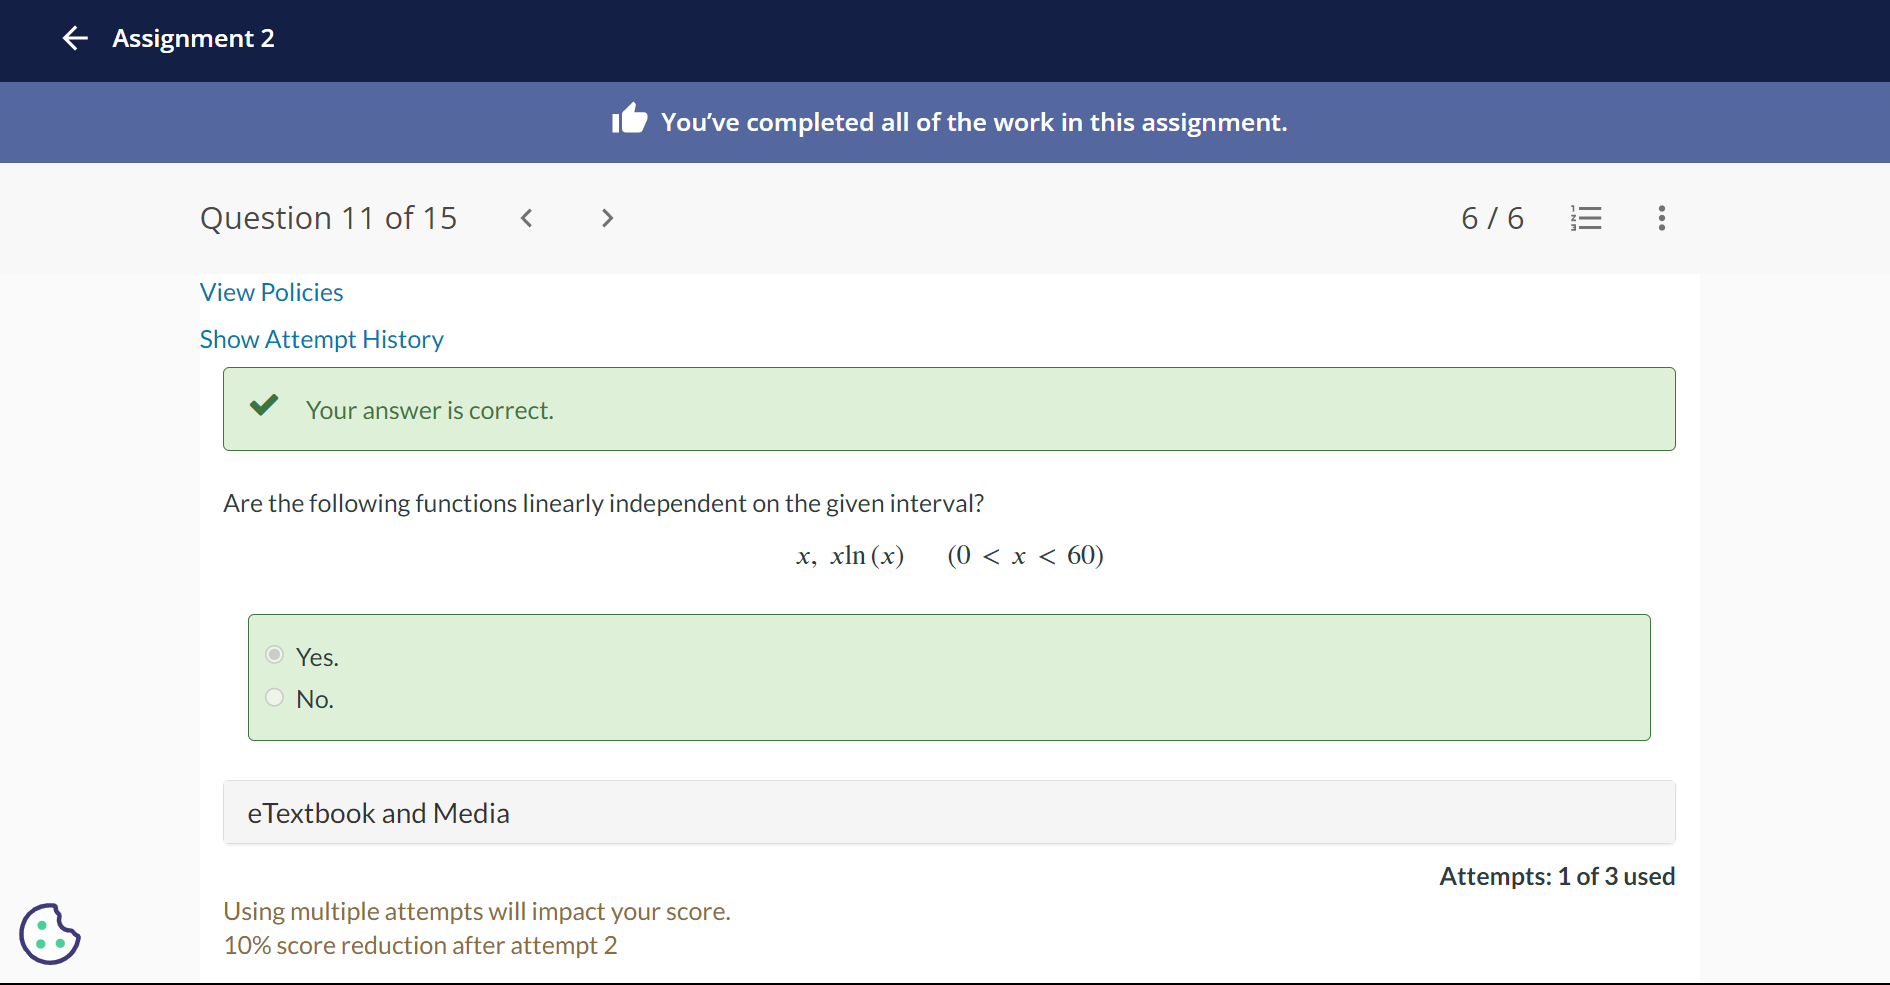 Assignment 2
You've completed all of the work in this assignment.
Question 11 of 15
6 / 6
View Policies
Show Attempt History
Your answer is correct.
Are the following functions linearly independent on the given interval?
x, xln (x) (0 < x < 60)
Yes.
No.
eTextbook and Media
Attempts: 1 of 3 used
Using multiple attempts will impact your score.
10% score reduction after attempt 2